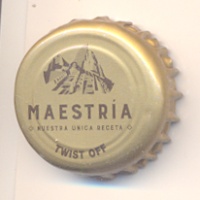 MAESTRÍA
NUESTRA ÚNICA RECETA
TWIST OFF